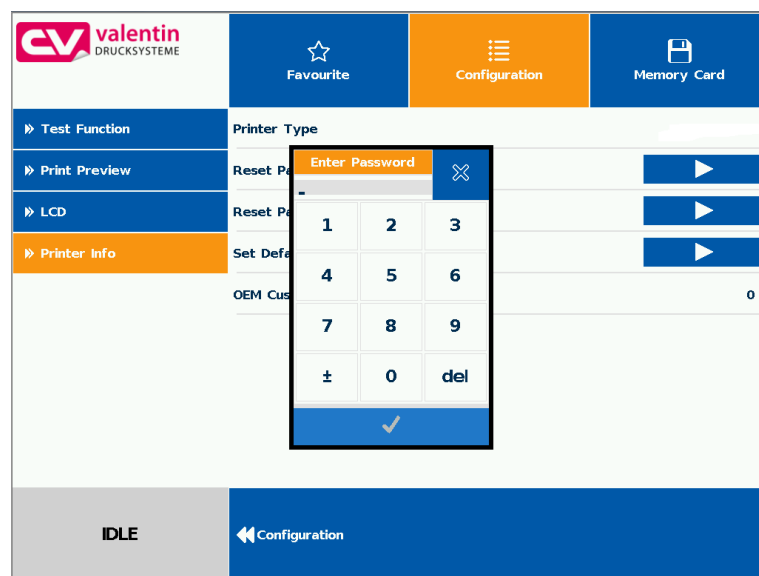 valentin
DRUCKSYSTEME
Favourite
Configuration
Memory Card
Test Function
Print Preview
LCD
Printer Info
Printer Type
Reset Pa
Reset Pa
Set Defa
OEM Cus
0
Enter Password
-
1 2 3
4 5 6
7 8 9
± 0 del
IDLE
Configuration